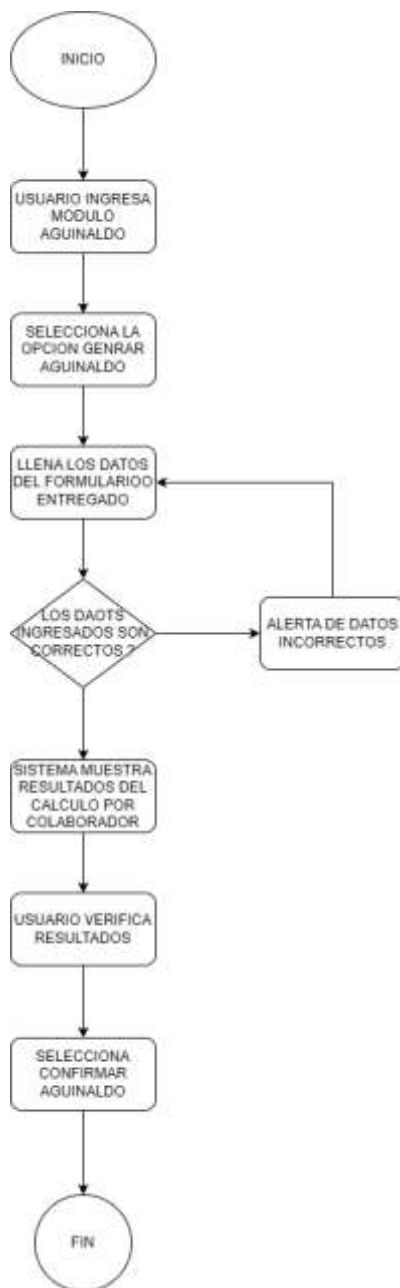 INICIO
USUARIO INGRESA
MODULO
AGUINALDO
SELECCIONA LA
OPCION GENRAR
AGUINALDO
LLENA LOS DATOS
DEL FORMULARIOO
ENTREGADO
LOS DAOTS
INGRESADOS SON
CORRECTOS ?
ALERTA DE DATOS
INCORRECTOS
SISTEMA MUESTRA
RESULTADOS DEL
CALCULO POR
COLABORADOR
USUARIO VERIFICA
RESULTADOS
SELECCIONA
CONFIRMAR
AGUINALDO
FIN